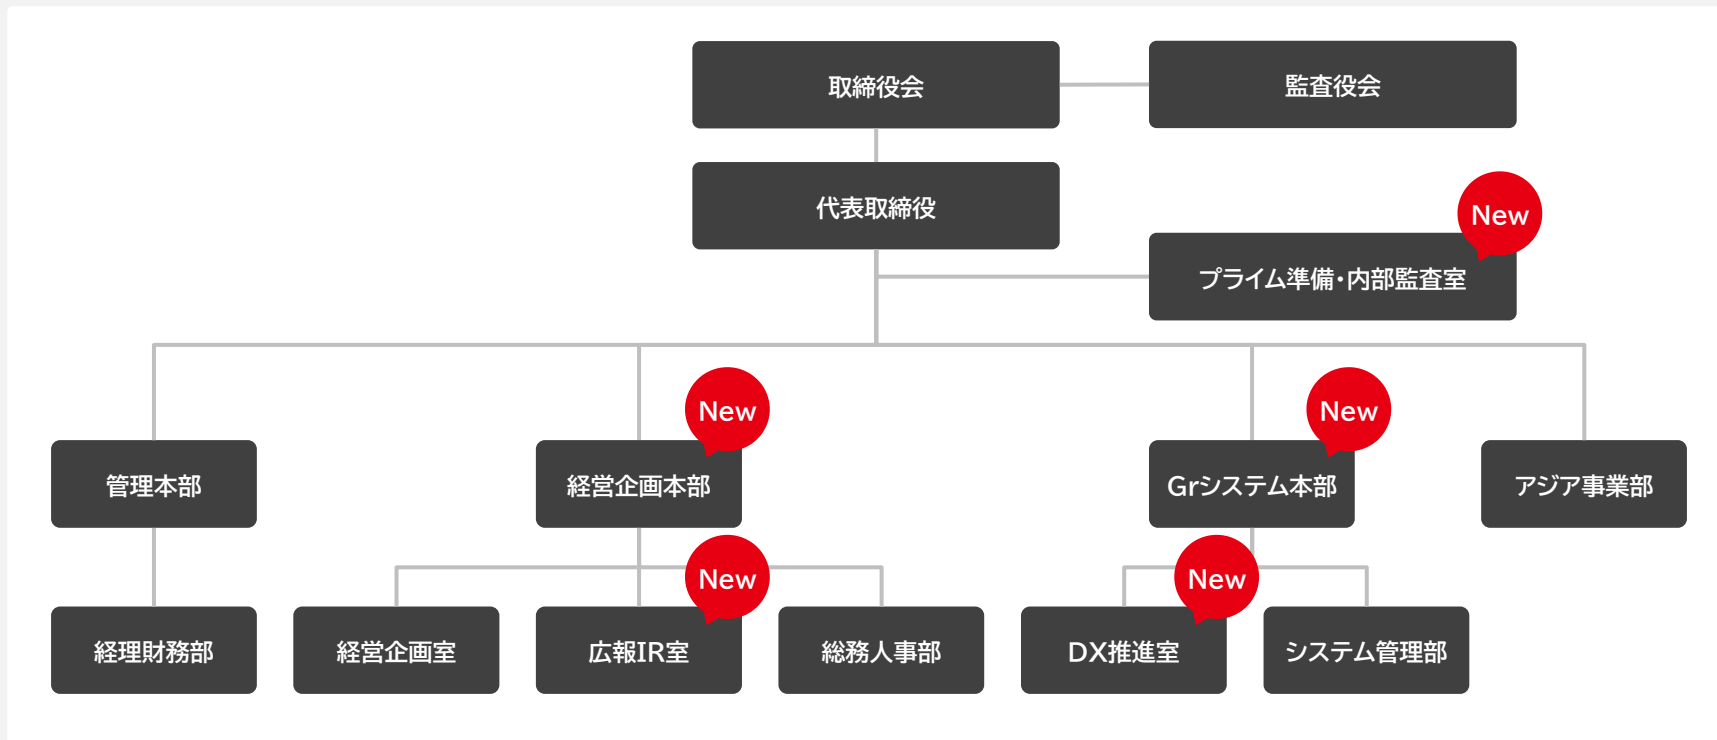 取締役会
監査役会
代表取締役
New
プライム準備・内部監査室
New
New
管理本部
経営企画本部
Grシステム本部
アジア事業部
New
New
経理財務部
経営企画室
広報IR室
総務人事部
DX推進室
システム管理部